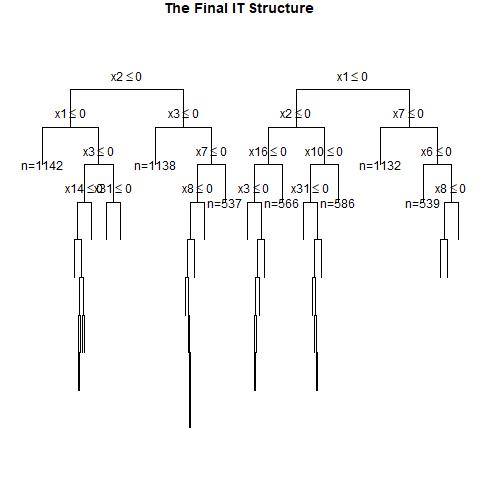 The Final IT Structure
x2 ≤ 0
x1 ≤ 0
x1 ≤ 0
x3 ≤ 0
x2 ≤ 0
x7 ≤ 0
n=1142
x3 ≤ 0
n=1138
x7 ≤ 0
x16 ≤ 0
x10 ≤ 0
n=1132
x6 ≤ 0
x14 ≤ 0
x31 ≤ 0
x8 ≤ 0
n=537
x3 ≤ 0
n=566
x31 ≤ 0
n=586
n=539
x8 ≤ 0